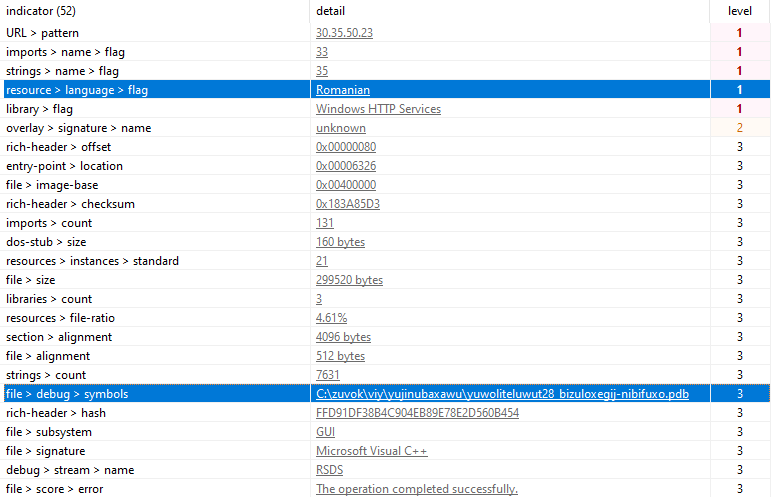 indicator (52) detail level
URL > pattern 30.35.50.23 1
imports > name > flag 33 1
strings > name > flag 35 1
resource > language > flag Romanian 1
library > flag Windows HTTP Services 1
overlay > signature > name unknown 2
rich-header > offset 0x00000080 3
entry-point > location 0x00006326 3
file > image-base 0x00400000 3
rich-header > checksum 0x183A85D3 3
imports > count 131 3
dos-stub > size 160 bytes 3
resources > instances > standard 21 3
file > size 299520 bytes 3
libraries > count 3 3
resources > file-ratio 4.61% 3
section > alignment 4096 bytes 3
file > alignment 512 bytes 3
strings > count 7631 3
file > debug > symbols C:\zuvok\viy\yujinubaxawu\yuwoliteluwut28_bizuloxegij-nibifuxo.pdb 3
rich-header > hash FFD91DF38B4C904EB89E78E2D560B454 3
file > subsystem GUI 3
file > signature Microsoft Visual C++ 3
debug > stream > name RSDS 3
file > score > error The operation completed successfully. 3